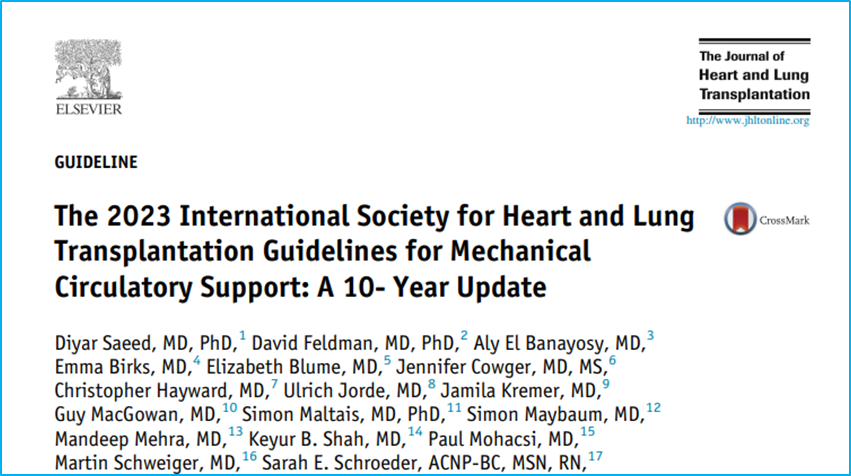 ELSEVIER
The Journal of
Heart and Lung
Transplantation
http://www.jhltonline.org
GUIDELINE
The 2023 International Society for Heart and Lung
Transplantation Guidelines for Mechanical
Circulatory Support: A 10- Year Update
CrossMark
Diyar Saeed, MD, PhD,1 David Feldman, MD, PhD,2 Aly El Banayosy, MD,3
Emma Birks, MD,4 Elizabeth Blume, MD,5 Jennifer Cowger, MD, MS,6
Christopher Hayward, MD,7 Ulrich Jorde, MD,8 Jamila Kremer, MD,9
Guy MacGowan, MD,10 Simon Maltais, MD, PhD,11 Simon Maybaum, MD,12
Mandeep Mehra, MD,13 Keyur B. Shah, MD,14 Paul Mohacsi, MD,15
Martin Schweiger, MD,16 Sarah E. Schroeder, ACNP-BC, MSN, RN,17